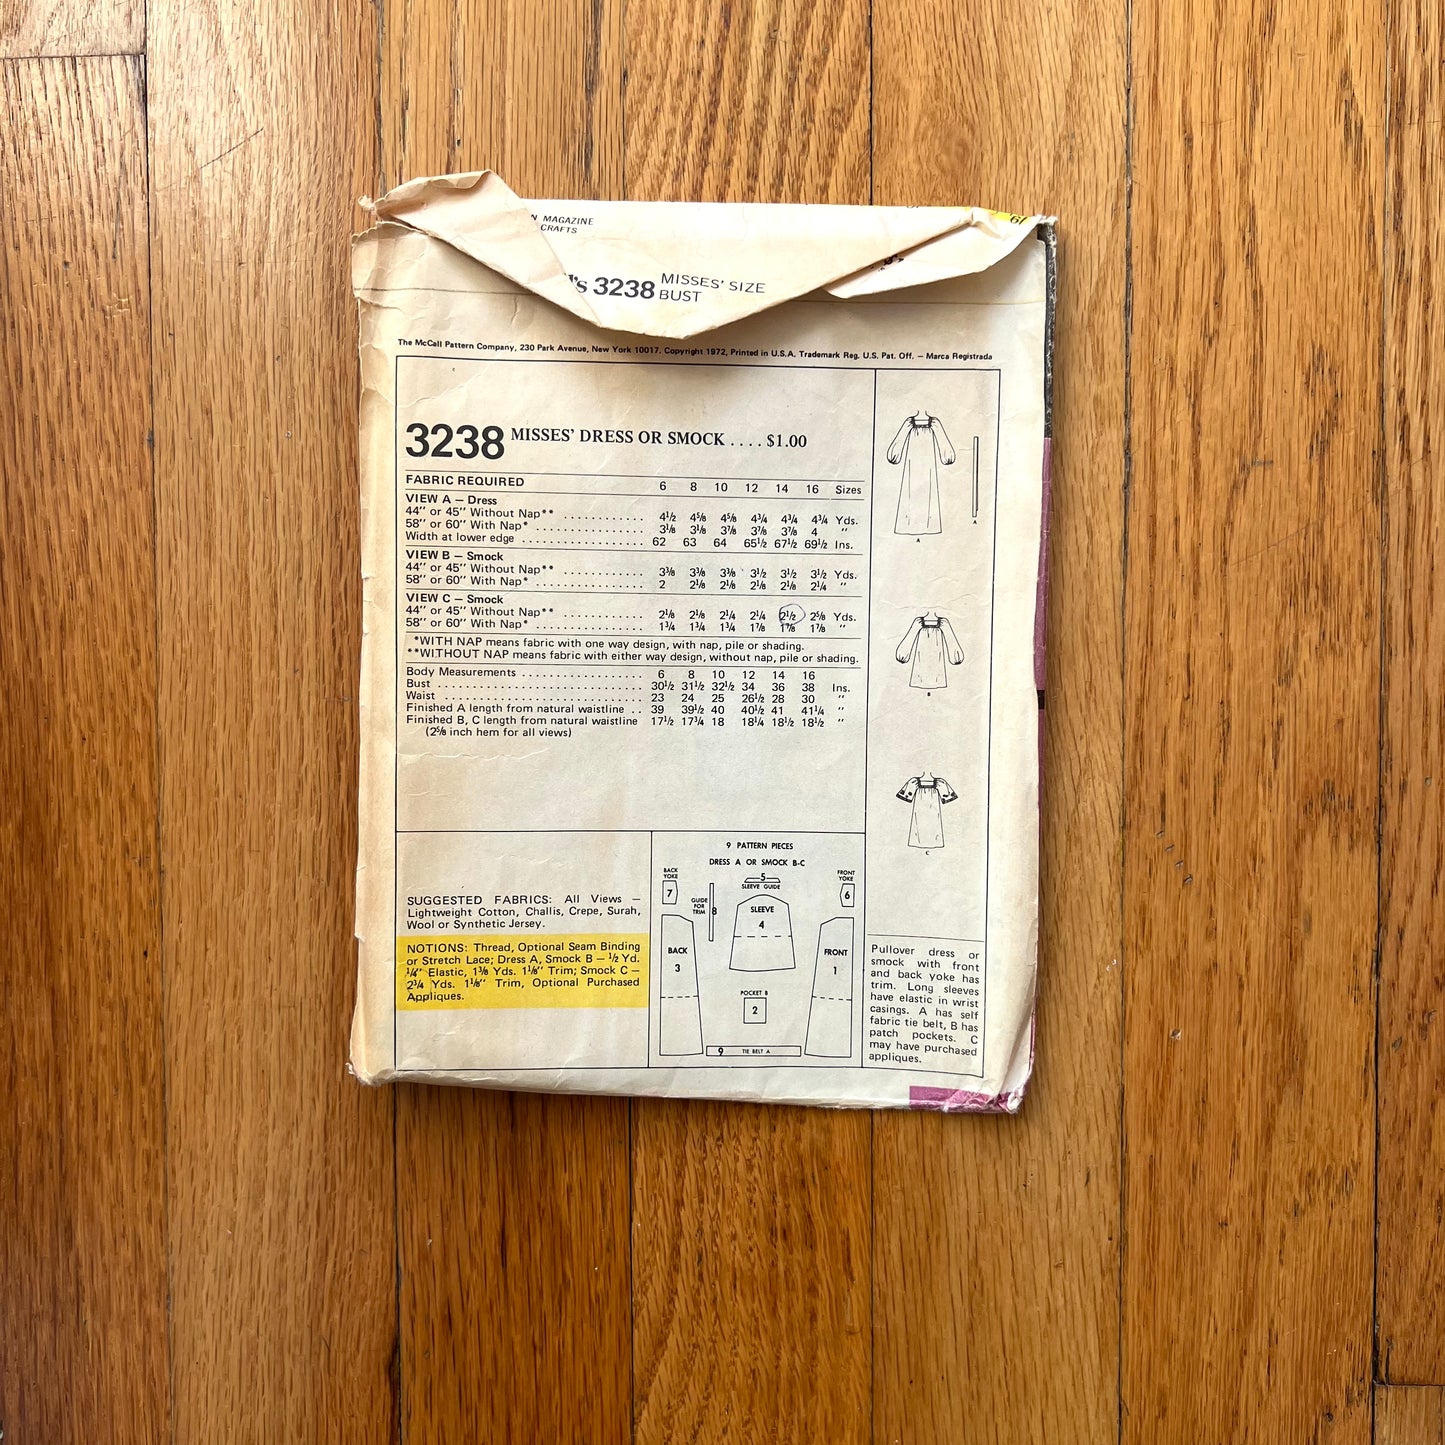 N MAGAZINE
CRAFTS
l's 3238 MISSES' SIZE
BUST
The McCall Pattern Company, 230 Park Avenue, New York 10017. Copyright 1972, Printed in U.S.A. Trademark Reg. U.S. Pat. Off. — Marca Registrada
3238 MISSES' DRESS OR SMOCK . . . . $1.00
FABRIC REQUIRED 6 8 10 12 14 16 Sizes
VIEW A — Dress
44" or 45" Without Nap** ............ 4½ 4⅝ 4⅝ 4¾ 4¾ 4¾ Yds.
58" or 60" With Nap* ............... 3⅛ 3⅛ 3⅞ 3⅞ 3⅞ 4 "
Width at lower edge ................. 62 63 64 65½ 67½ 69½ Ins.
VIEW B — Smock
44" or 45" Without Nap** ............ 3⅜ 3⅜ 3⅜ 3½ 3½ 3½ Yds.
58" or 60" With Nap* ............... 2 2⅛ 2⅛ 2⅛ 2⅛ 2¼ "
VIEW C — Smock
44" or 45" Without Nap** ............ 2⅛ 2⅛ 2¼ 2¼ 2½ 2⅝ Yds.
58" or 60" With Nap* ............... 1¾ 1¾ 1¾ 1⅞ 1⅞ 1⅞ "
*WITH NAP means fabric with one way design, with nap, pile or shading.
**WITHOUT NAP means fabric with either way design, without nap, pile or shading.
Body Measurements .................. 6 8 10 12 14 16
Bust .............................. 30½ 31½ 32½ 34 36 38 Ins.
Waist ............................. 23 24 25 26½ 28 30 "
Finished A length from natural waistline .. 39 39½ 40 40½ 41 41¼ "
Finished B, C length from natural waistline 17½ 17¾ 18 18¼ 18½ 18½ "
(2⅝ inch hem for all views)
A
A
B
C
SUGGESTED FABRICS: All Views —
Lightweight Cotton, Challis, Crepe, Surah,
Wool or Synthetic Jersey.
NOTIONS: Thread, Optional Seam Binding
or Stretch Lace; Dress A, Smock B — ½ Yd.
¼" Elastic, 1⅜ Yds. 1⅛" Trim; Smock C —
2¾ Yds. 1⅛" Trim, Optional Purchased
Appliques.
9 PATTERN PIECES
DRESS A OR SMOCK B-C
BACK
YOKE
7
GUIDE
FOR
TRIM 8
5
SLEEVE GUIDE
SLEEVE
4
FRONT
YOKE
6
BACK
3
FRONT
1
POCKET B
2
9 TIE BELT A
Pullover dress or
smock with front
and back yoke has
trim. Long sleeves
have elastic in wrist
casings. A has self
fabric tie belt, B has
patch pockets. C
may have purchased
appliques.